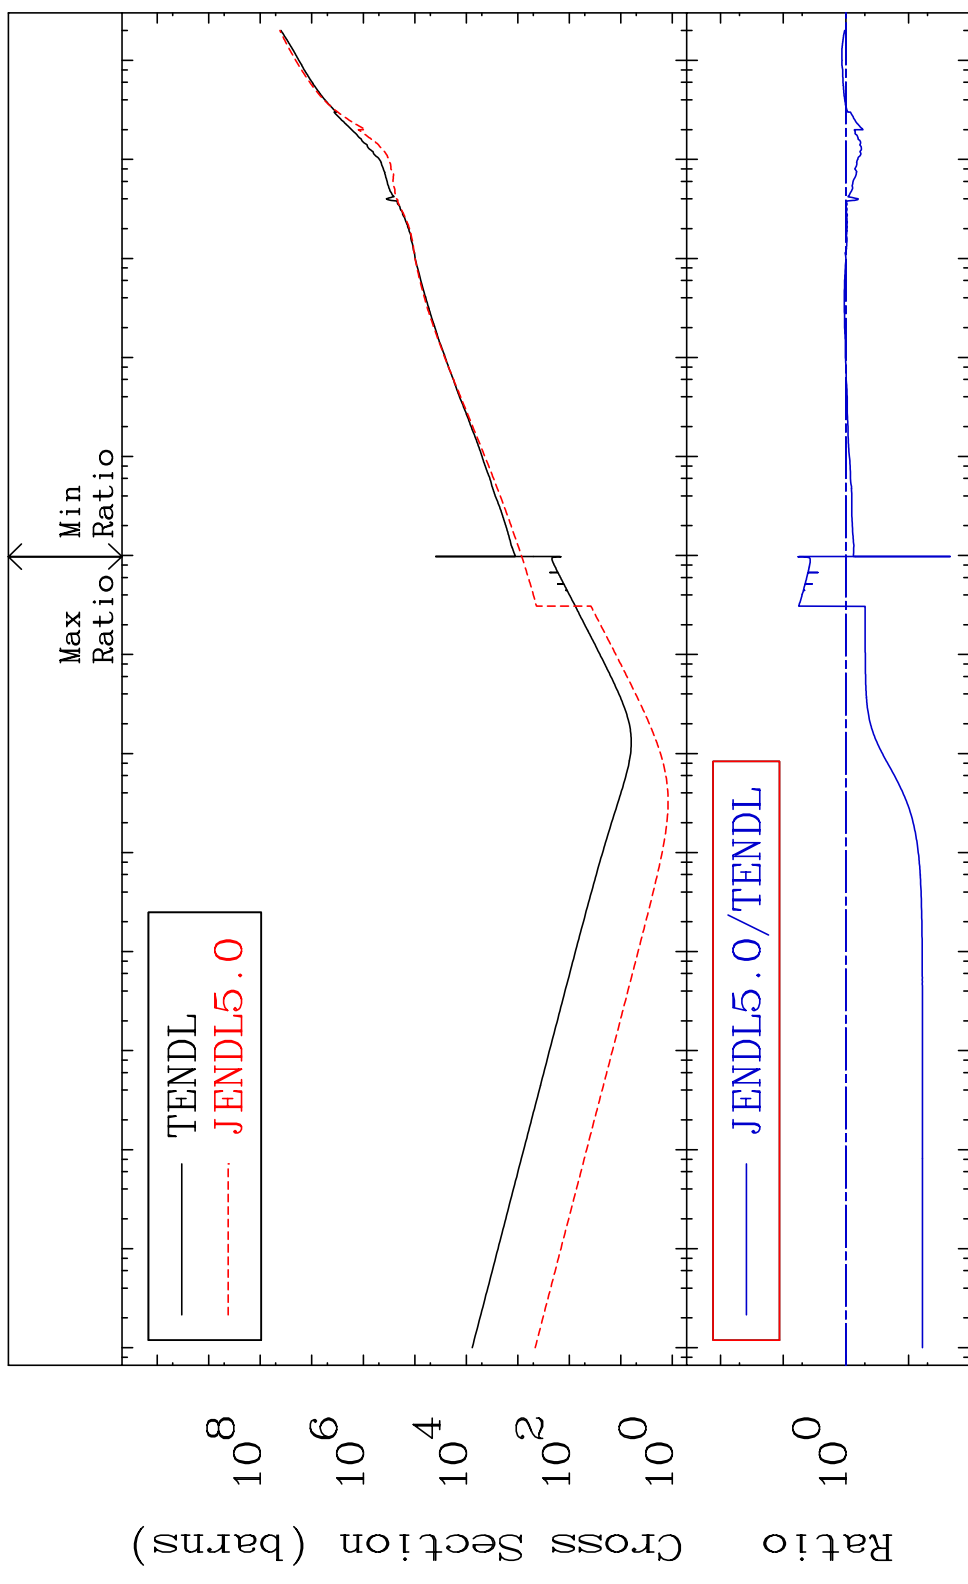 Max
Ratio
Min
Ratio
TENDL
JENDL5.0
JENDL5.0/TENDL
10^8
10^6
10^4
10^2
10^0
10^0
Cross Section (barns)
Ratio